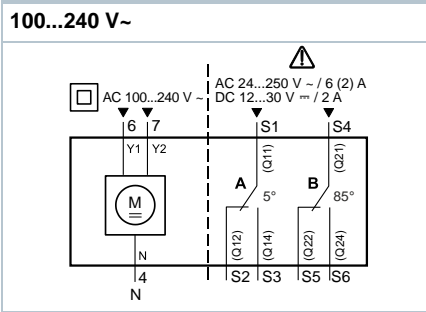 100...240 V~
AC 100...240 V ~
AC 24...250 V ~ / 6 (2) A
DC 12...30 V ⎓ / 2 A
6 7 S1 S4
Y1 Y2 (Q11) (Q21)
A 5° B 85°
M
(Q12) (Q14) (Q22) (Q24)
N
4 S2 S3 S5 S6
N